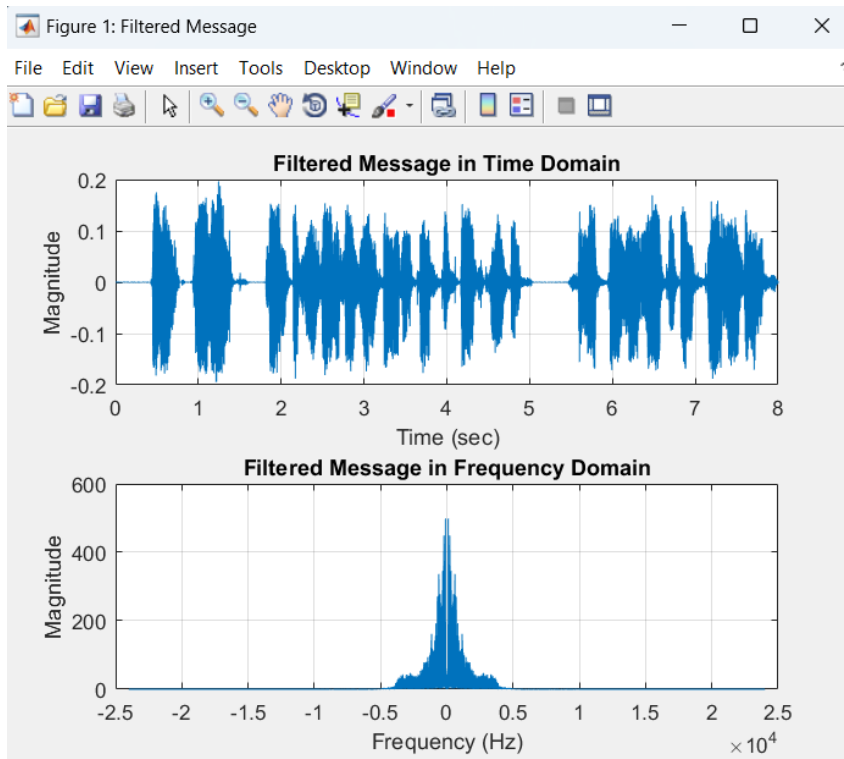 Figure 1: Filtered Message
File Edit View Insert Tools Desktop Window Help
Filtered Message in Time Domain
0.2
0.1
0
-0.1
-0.2
Magnitude
0 1 2 3 4 5 6 7 8
Time (sec)
Filtered Message in Frequency Domain
600
400
200
0
Magnitude
-2.5 -2 -1.5 -1 -0.5 0 0.5 1 1.5 2 2.5
Frequency (Hz)
×10^4